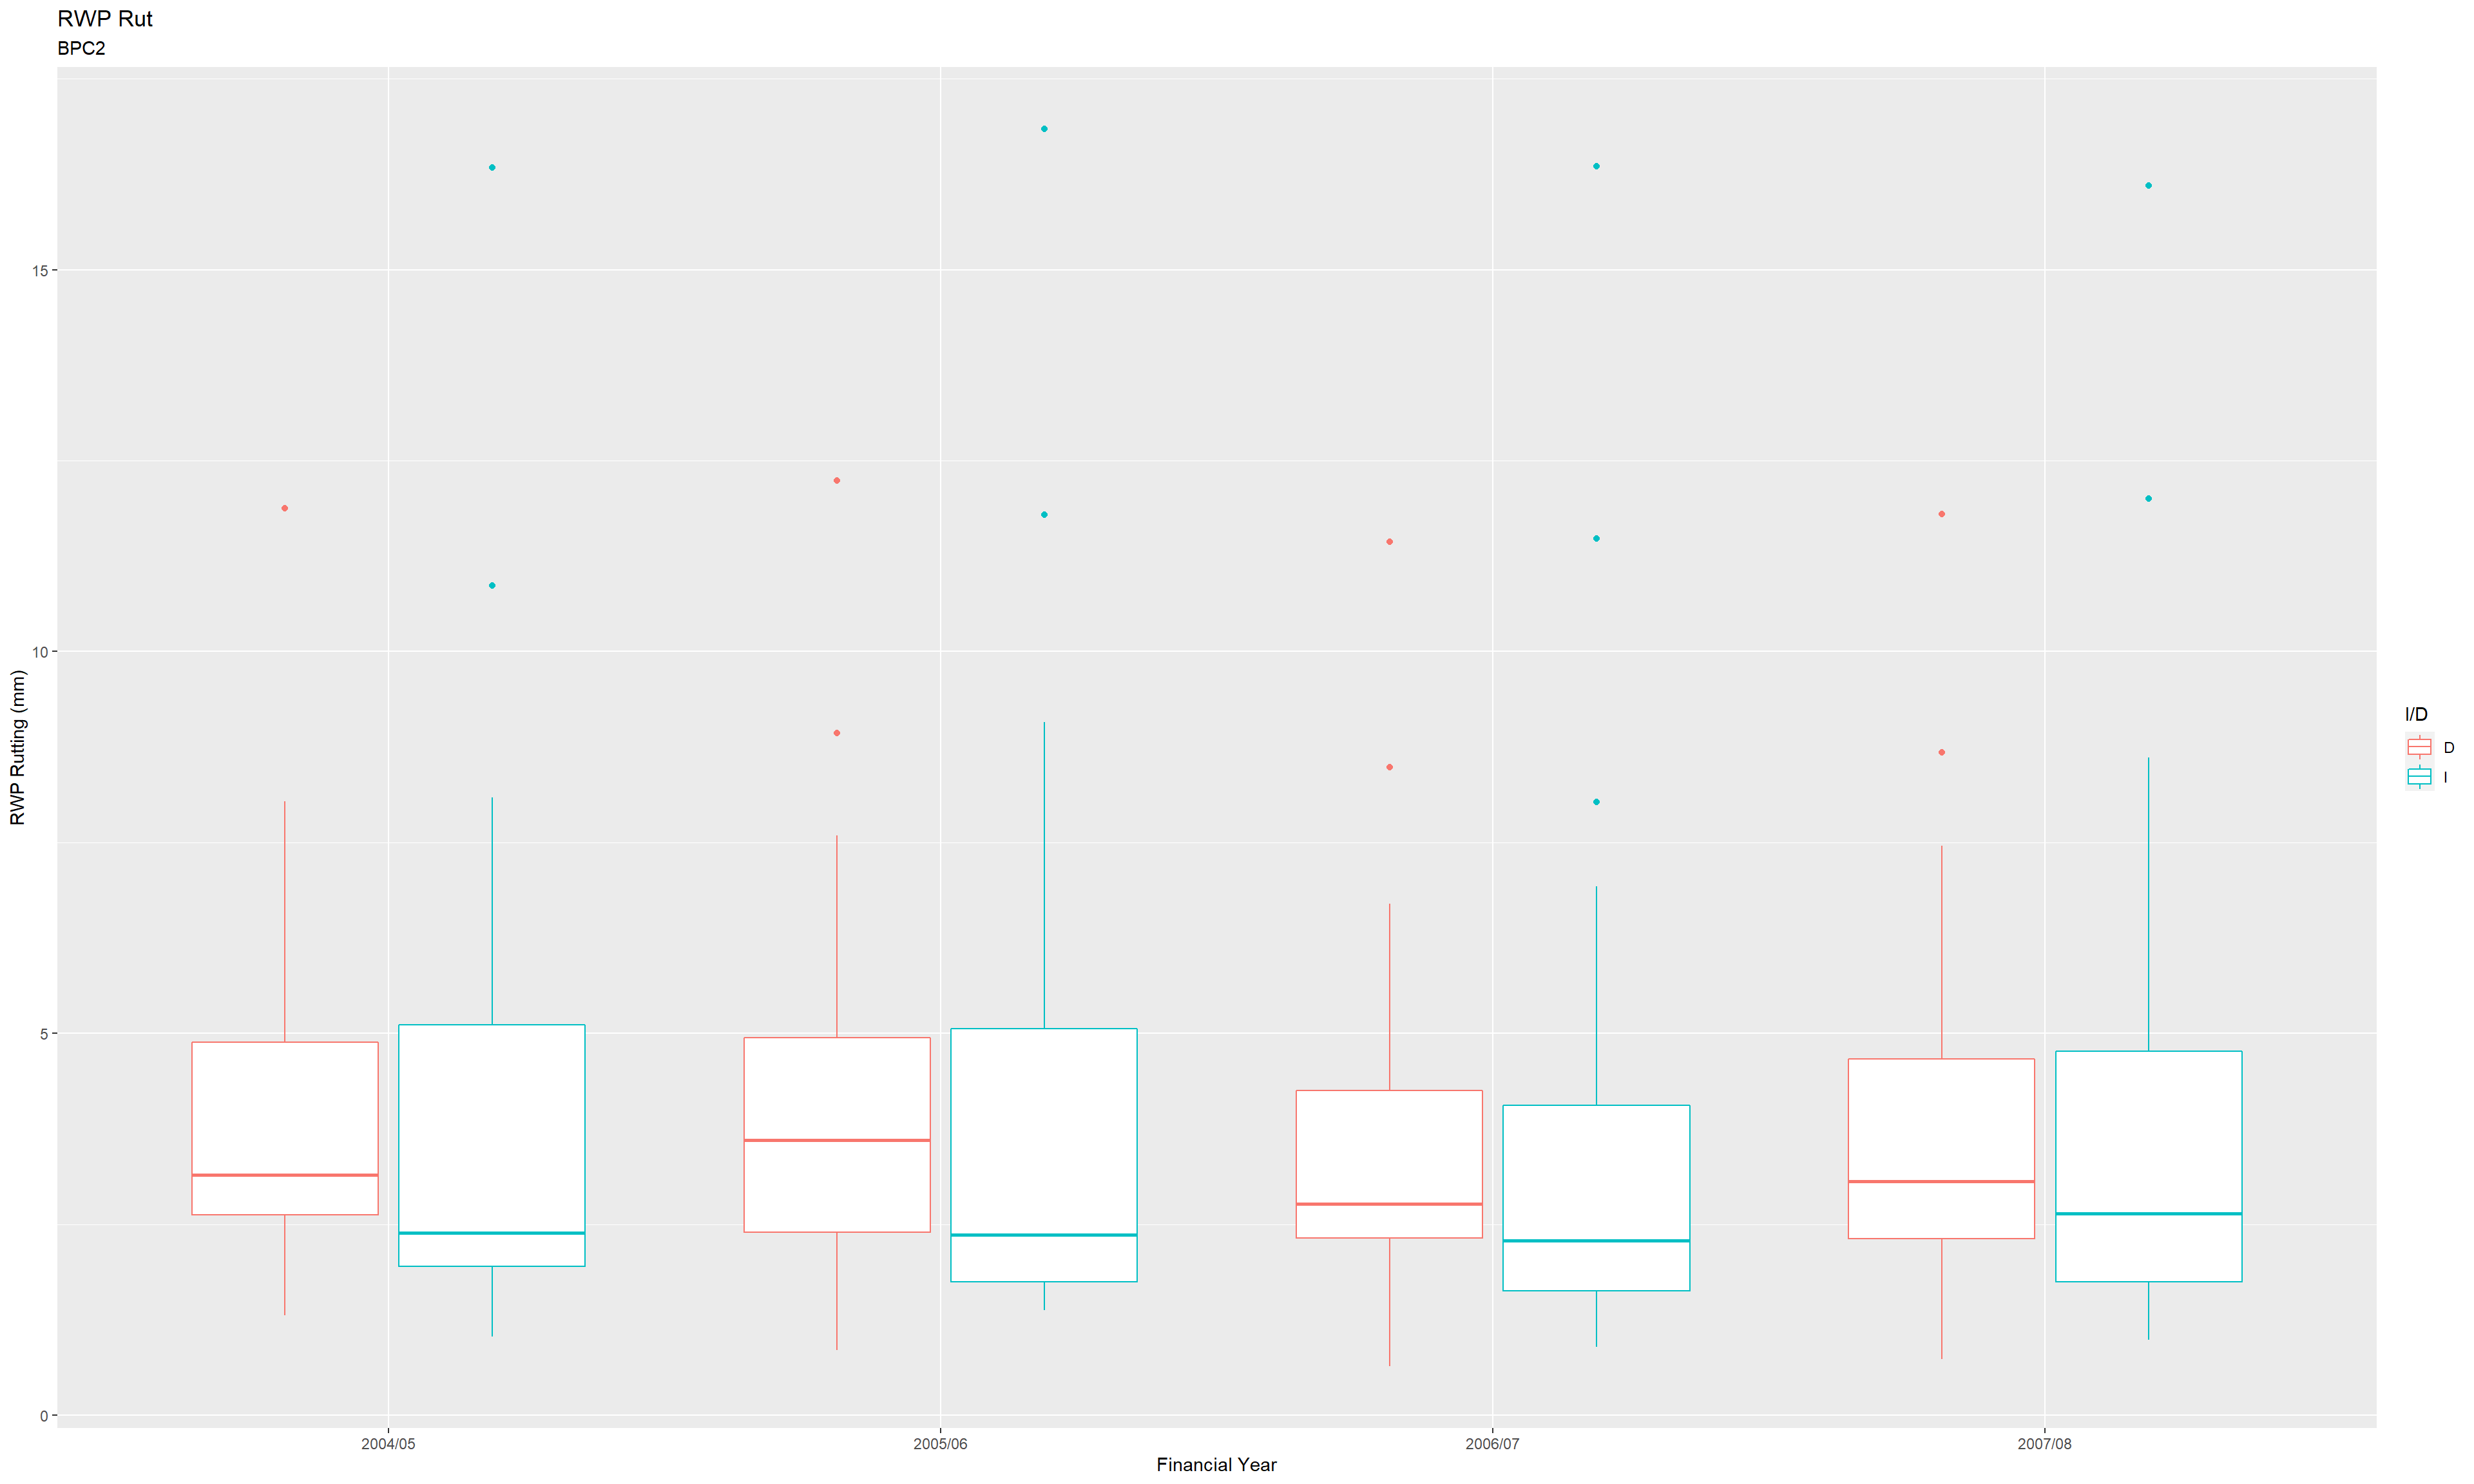 RWP Rut
BPC2
15
10
5
0
RWP Rutting (mm)
2004/05
2005/06
2006/07
2007/08
Financial Year
I/D
D
I